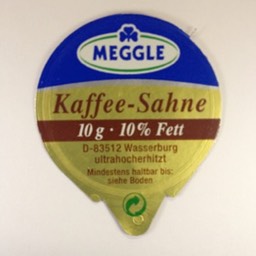 MEGGLE
Kaffee-Sahne
10 g · 10% Fett
D-83512 Wasserburg
ultrahocherhitzt
Mindestens haltbar bis:
siehe Boden